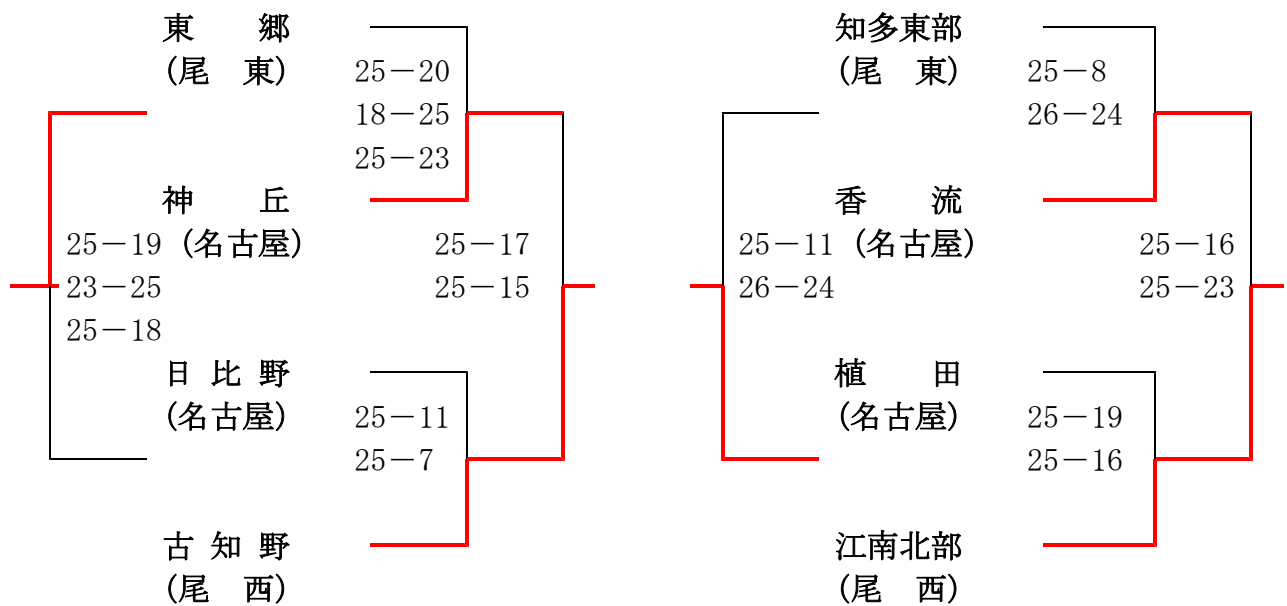 東　　郷
(尾　東)
25－20
18－25
25－23
神　　丘
(名古屋)
25－19
23－25
25－18
25－17
25－15
日 比 野
(名古屋)
25－11
25－7
古 知 野
(尾　西)
知多東部
(尾　東)
25－8
26－24
香　　流
(名古屋)
25－11
26－24
25－16
25－23
植　　田
(名古屋)
25－19
25－16
江南北部
(尾　西)